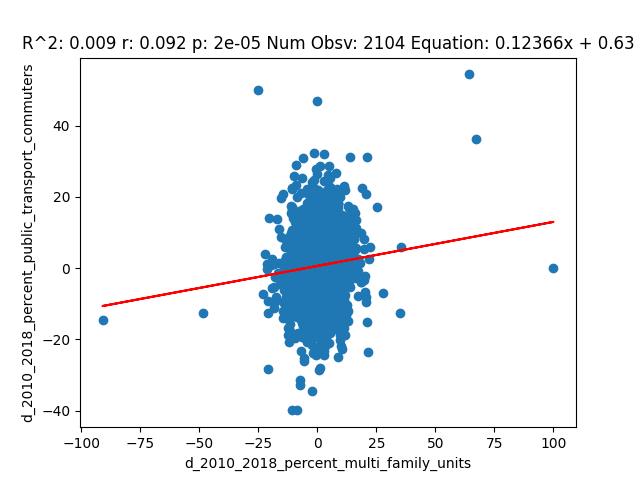 R^2: 0.009 r: 0.092 p: 2e-05 Num Obsv: 2104 Equation: 0.12366x + 0.63
d_2010_2018_percent_public_transport_commuters
40
20
0
−20
−40
−100 −75 −50 −25 0 25 50 75 100
d_2010_2018_percent_multi_family_units